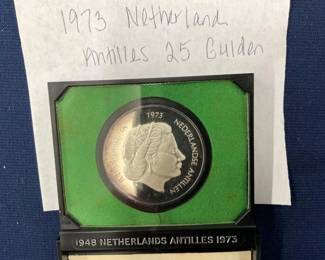 1973 Netherland
Antilles 25 Gulden
1973
NEDERLANDSE ANTILLEN
1948 NETHERLANDS ANTILLES 1973